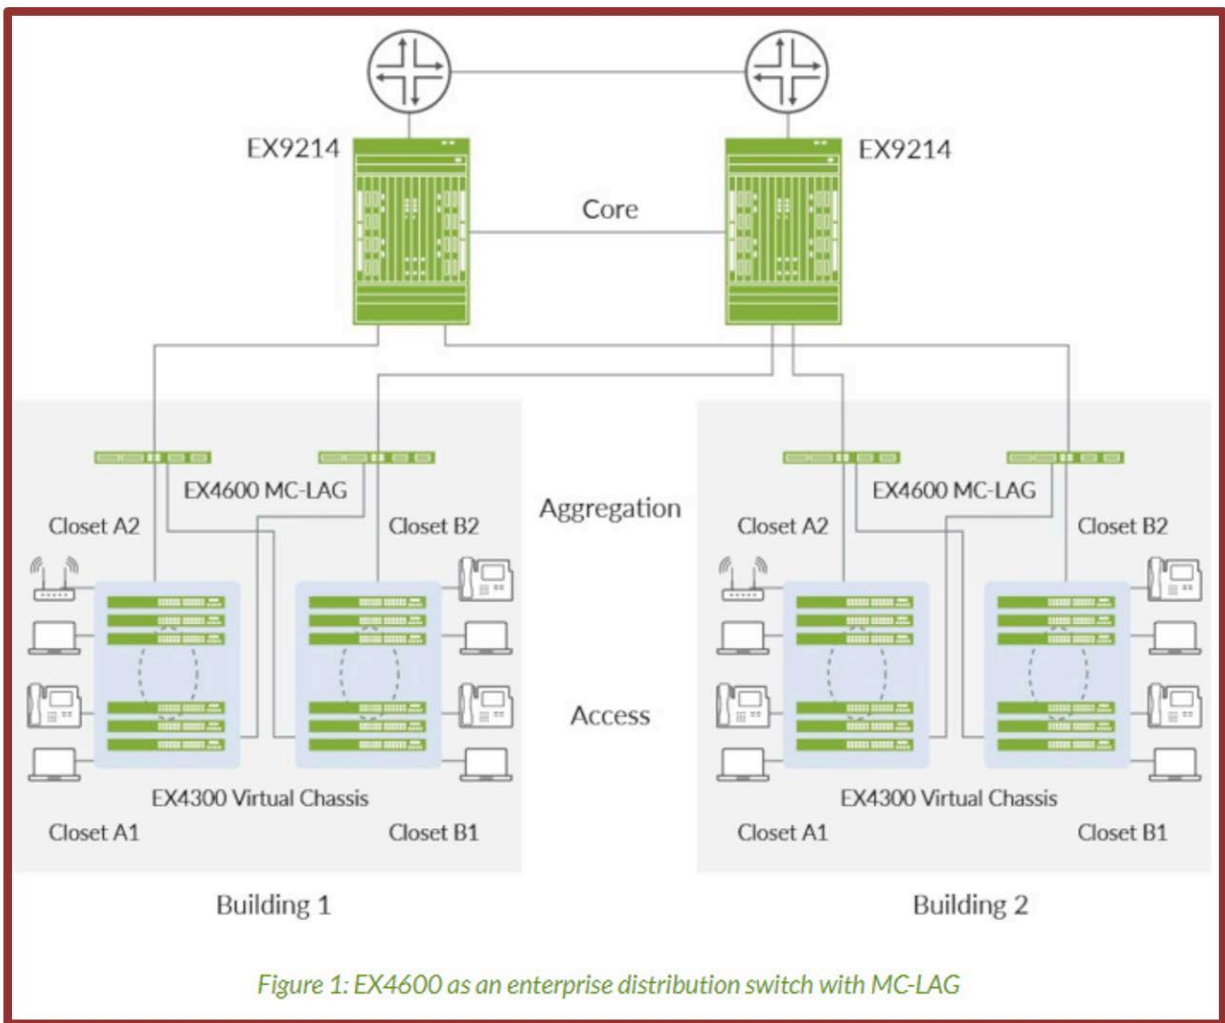 EX9214
EX9214
Core
EX4600 MC-LAG
EX4600 MC-LAG
Closet A2
Closet B2
Aggregation
Closet A2
Closet B2
Access
EX4300 Virtual Chassis
EX4300 Virtual Chassis
Closet A1
Closet B1
Closet A1
Closet B1
Building 1
Building 2
Figure 1: EX4600 as an enterprise distribution switch with MC-LAG